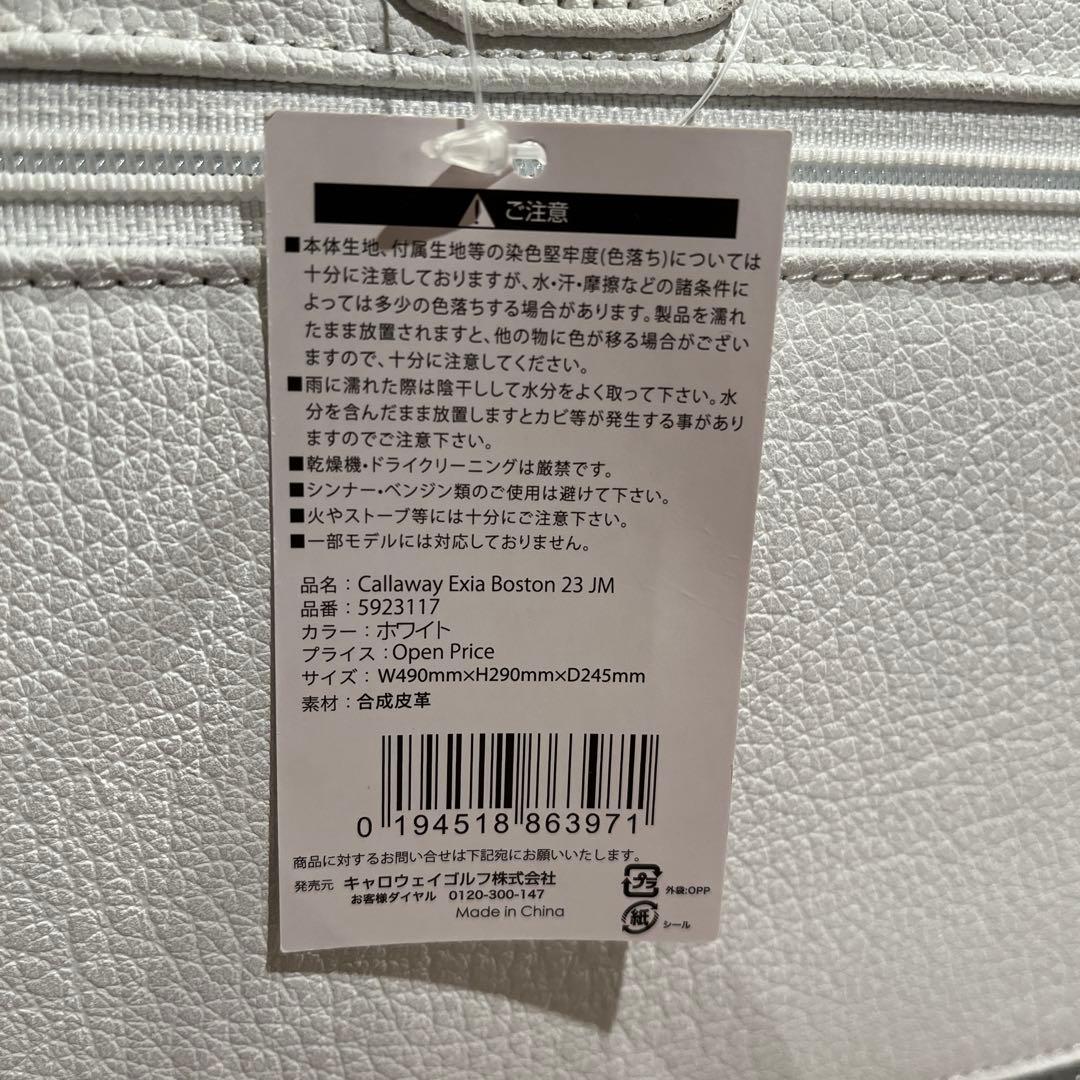 ご注意
■本体生地、付属生地等の染色堅牢度(色落ち)については
十分に注意しておりますが、水・汗・摩擦などの諸条件に
よっては多少の色落ちする場合があります。製品を濡れ
たまま放置されますと、他の物に色が移る場合がござい
ますので、十分に注意してください。
■雨に濡れた際は陰干しして水分をよく取って下さい。水
分を含んだまま放置しますとカビ等が発生する事があり
ますのでご注意下さい。
■乾燥機・ドライクリーニングは厳禁です。
■シンナー・ベンジン類のご使用は避けて下さい。
■火やストーブ等には十分にご注意下さい。
■一部モデルには対応しておりません。
品名：Callaway Exia Boston 23 JM
品番：5923117
カラー：ホワイト
プライス：Open Price
サイズ：W490mm×H290mm×D245mm
素材：合成皮革
0 194518 863971
商品に対するお問い合せは下記宛にお願いいたします。
発売元 キャロウェイゴルフ株式会社
お客様ダイヤル 0120-300-147
Made in China
プラ 外袋:OPP
紙 シール